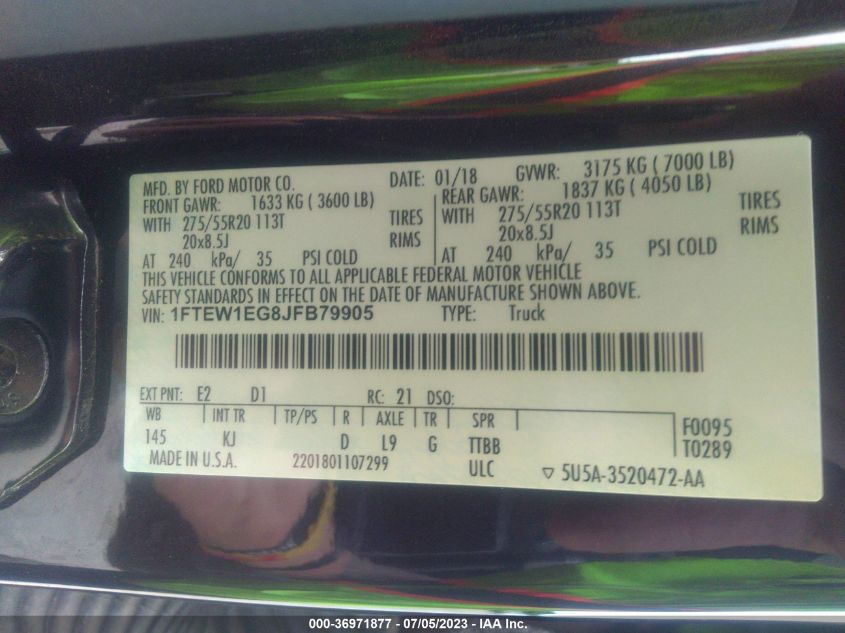 MFD. BY FORD MOTOR CO. DATE: 01/18 GVWR: 3175 KG ( 7000 LB)
FRONT GAWR: 1633 KG ( 3600 LB) REAR GAWR: 1837 KG ( 4050 LB)
WITH 275/55R20 113T TIRES WITH 275/55R20 113T TIRES
20x8.5J RIMS 20x8.5J RIMS
AT 240 kPa/ 35 PSI COLD AT 240 kPa/ 35 PSI COLD
THIS VEHICLE CONFORMS TO ALL APPLICABLE FEDERAL MOTOR VEHICLE
SAFETY STANDARDS IN EFFECT ON THE DATE OF MANUFACTURE SHOWN ABOVE.
VIN: 1FTEW1EG8JFB79905 TYPE: Truck
EXT PNT: E2 D1 RC: 21 DSO:
WB INT TR TP/PS R AXLE TR SPR F0095
145 KJ D L9 G TTBB T0289
MADE IN U.S.A. 2201801107299 ULC ▽ 5U5A-3520472-AA
000-36971877 / 07/05/2023 - © IAA, Inc.